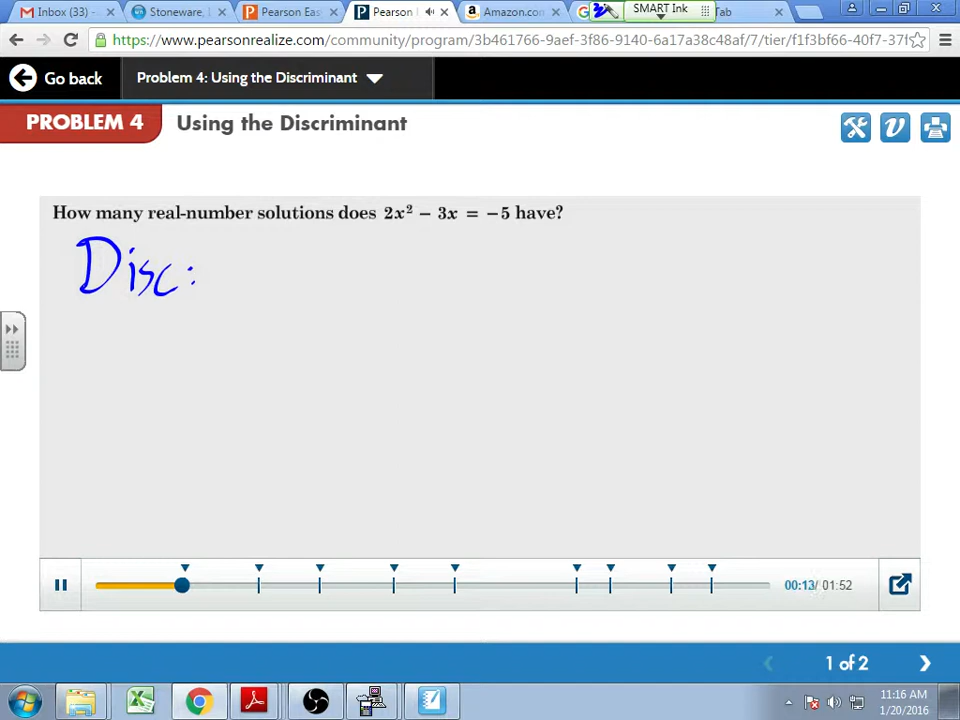 Inbox (33) -
Stoneware,
Pearson Eas
Pearson
Amazon.com
SMART Ink
Tab
https://www.pearsonrealize.com/community/program/3b461766-9aef-3f86-9140-6a17a38c48af/7/tier/f1f3bf66-40f7-37f
Go back
Problem 4: Using the Discriminant
PROBLEM 4
Using the Discriminant
How many real-number solutions does 2x² − 3x = −5 have?
Disc:
00:13/ 01:52
1 of 2
11:16 AM
1/20/2016